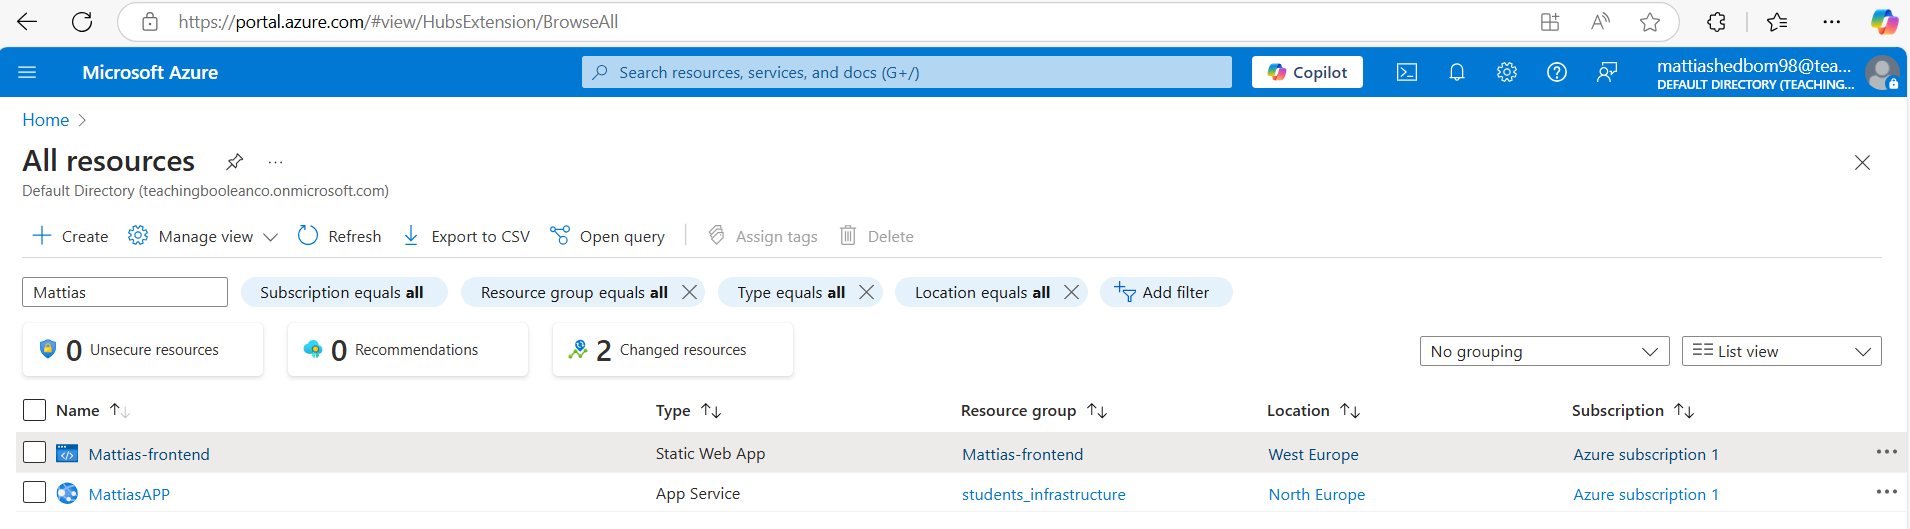 https://portal.azure.com/#view/HubsExtension/BrowseAll
Microsoft Azure
Search resources, services, and docs (G+/)
Copilot
mattiashedbom98@tea...
DEFAULT DIRECTORY (TEACHING...
Home
All resources
Default Directory (teachingbooleanco.onmicrosoft.com)
Create
Manage view
Refresh
Export to CSV
Open query
Assign tags
Delete
Mattias
Subscription equals all
Resource group equals all
Type equals all
Location equals all
Add filter
0 Unsecure resources
0 Recommendations
2 Changed resources
No grouping
List view
Name Type Resource group Location Subscription
Mattias-frontend Static Web App Mattias-frontend West Europe Azure subscription 1
MattiasAPP App Service students_infrastructure North Europe Azure subscription 1